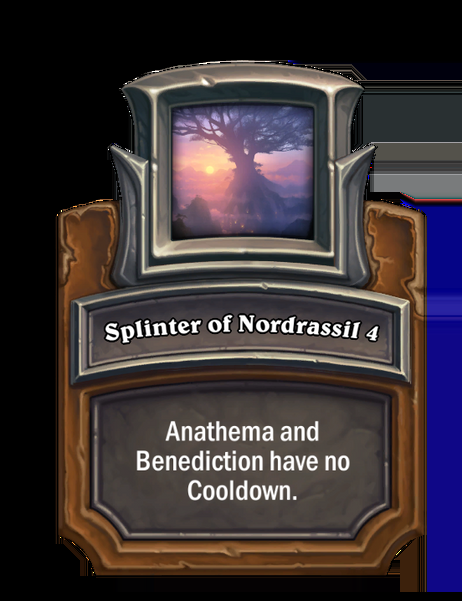 Splinter of Nordrassil 4
Anathema and
Benediction have no
Cooldown.